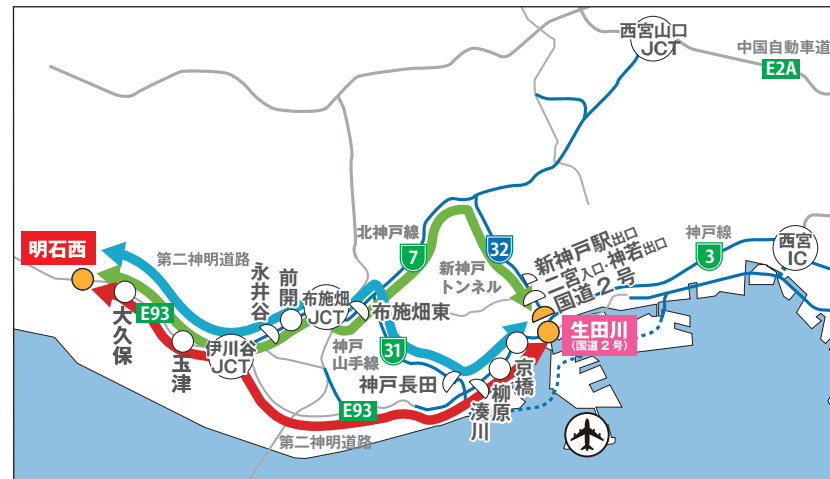 西宮山口
JCT
中国自動車道
E2A
明石西
第二神明道路
北神戸線
7
32
新神戸
トンネル
新神戸駅出口
二宮入口・神若出口
国道2号
神戸線
3
西宮
IC
永井谷
前開
布施畑
JCT
布施畑東
E93
大久保
玉津
伊川谷
JCT
神戸
山手線
31
神戸長田
生田川
(国道2号)
京橋
柳原
湊川
E93
第二神明道路